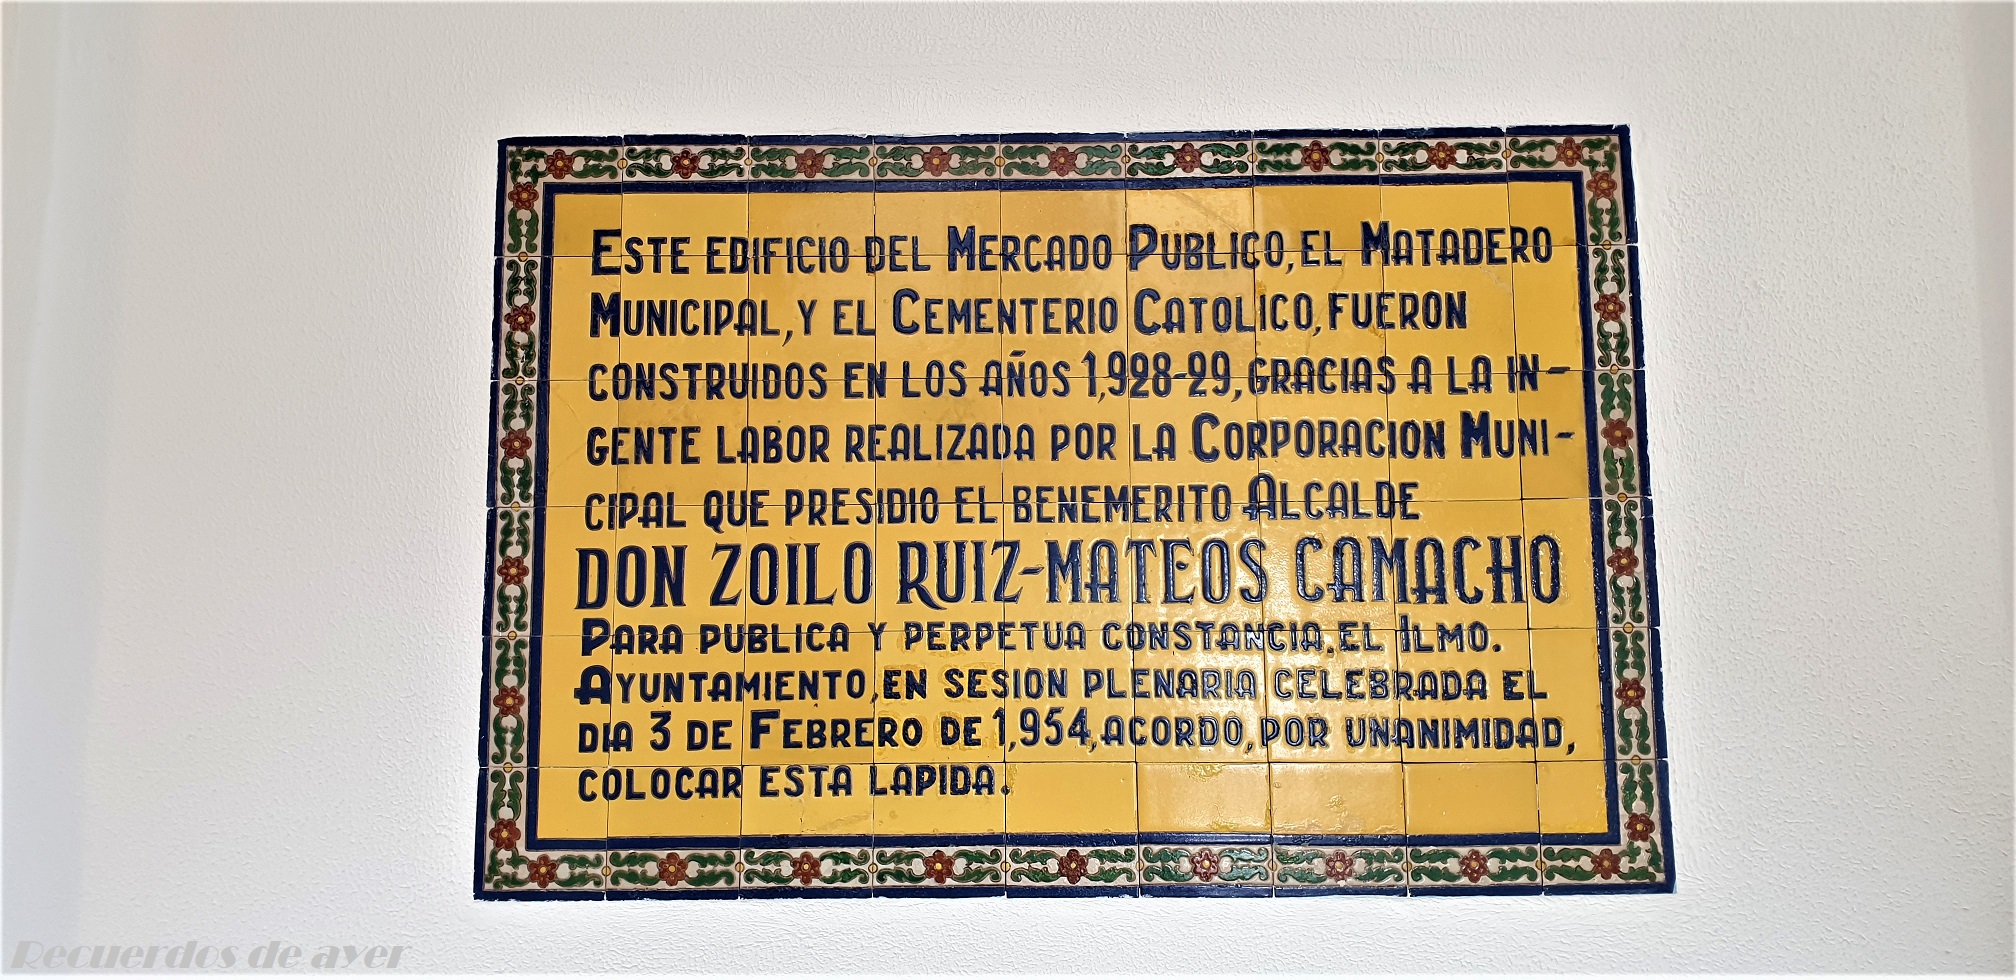 ESTE EDIFICIO DEL MERCADO PUBLICO, EL MATADERO
MUNICIPAL, Y EL CEMENTERIO CATOLICO, FUERON
CONSTRUIDOS EN LOS AÑOS 1,928-29, GRACIAS A LA IN-
GENTE LABOR REALIZADA POR LA CORPORACION MUNI-
CIPAL QUE PRESIDIO EL BENEMERITO ALCALDE
DON ZOILO RUIZ-MATEOS CAMACHO
PARA PUBLICA Y PERPETUA CONSTANCIA, EL ILMO.
AYUNTAMIENTO, EN SESION PLENARIA CELEBRADA EL
DIA 3 DE FEBRERO DE 1,954, ACORDO, POR UNANIMIDAD,
COLOCAR ESTA LAPIDA.
Recuerdos de ayer